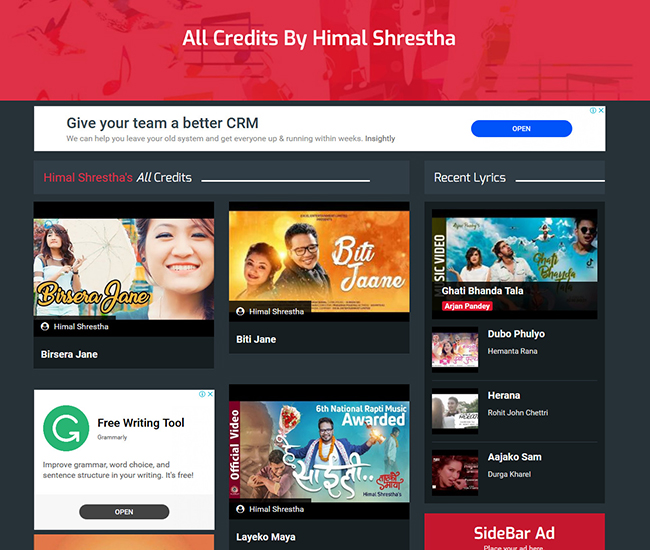 All Credits By Himal Shrestha
Give your team a better CRM
We can help you leave your old system and get everyone up & running within weeks. Insightly
OPEN
Himal Shrestha's All Credits
Birsera Jane
Himal Shrestha
Birsera Jane
Biti
Jaane
Himal Shrestha
Biti Jane
Free Writing Tool
Grammarly
Improve grammar, word choice, and
sentence structure in your writing. It's free!
OPEN
Official Video
6th National Rapti Music
Awarded
हे साइँली..
Himal Shrestha's
Himal Shrestha
Layeko Maya
Recent Lyrics
MUSIC VIDEO
Arjan Pandey's
Ghati
Bhanda
Tala
Ghati Bhanda Tala
Arjan Pandey
Dubo Phulyo
Hemanta Rana
Herana
Rohit John Chettri
Aajako Sam
Durga Kharel
SideBar Ad
Place your ad here